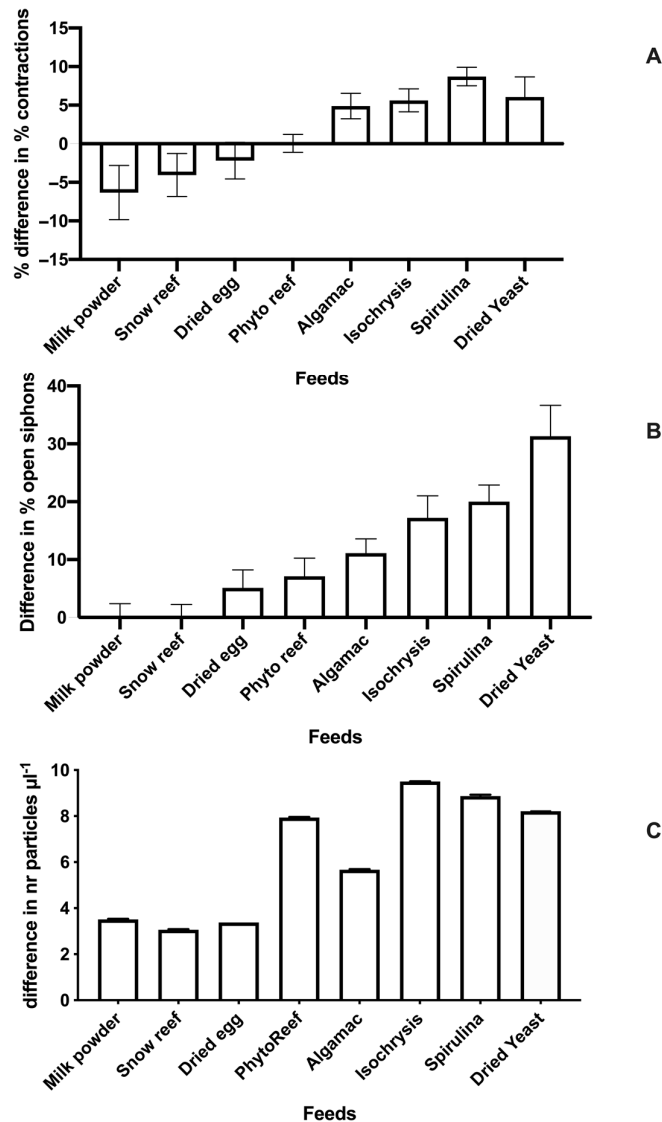 A
% difference in % contractions
15
10
5
0
–5
–10
–15
Milk powder
Snow reef
Dried egg
Phyto reef
Algamac
Isochrysis
Spirulina
Dried Yeast
Feeds
B
Difference in % open siphons
40
30
20
10
0
Milk powder
Snow reef
Dried egg
Phyto reef
Algamac
Isochrysis
Spirulina
Dried Yeast
Feeds
C
difference in nr particles µl-1
10
8
6
4
2
0
Milk powder
Snow reef
Dried egg
PhytoReef
Algamac
Isochrysis
Spirulina
Dried Yeast
Feeds